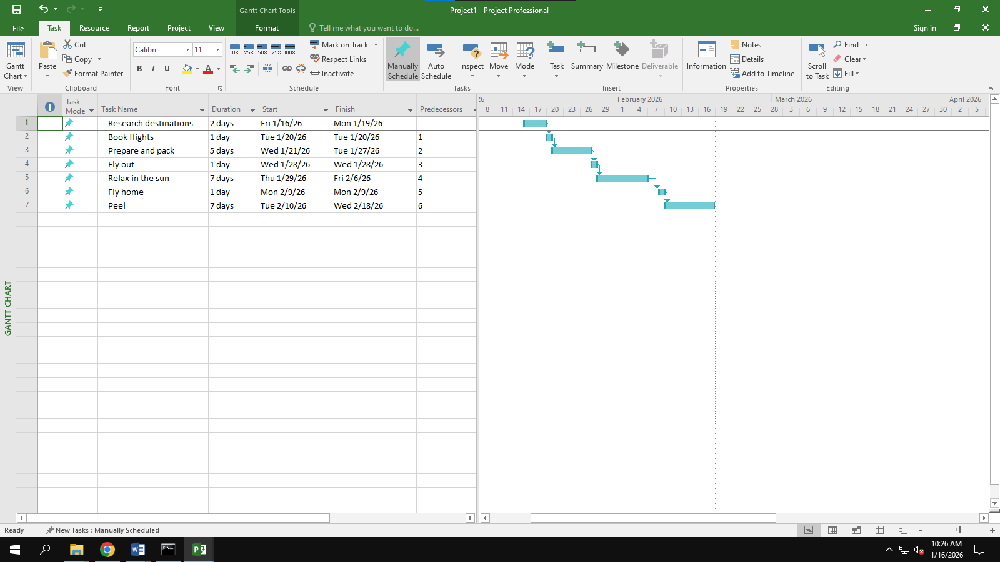 Gantt Chart Tools
Project1 - Project Professional
File
Task
Resource
Report
Project
View
Format
Tell me what you want to do...
Sign in
Gantt
Chart
View
Paste
Cut
Copy
Format Painter
Clipboard
Calibri
11
B I U
A
Font
0%
25%
50%
75%
100%
Mark on Track
Respect Links
Inactivate
Schedule
Manually
Schedule
Auto
Schedule
Inspect
Move
Mode
Tasks
Task
Summary
Milestone
Deliverable
Insert
Information
Notes
Details
Add to Timeline
Properties
Scroll
to Task
Find
Clear
Fill
Editing
Task
Mode
Task Name
Duration
Start
Finish
Predecessors
26 February 2026 March 2026 April 2026
8 11 14 17 20 23 26 29 1 4 7 10 13 16 19 22 25 28 3 6 9 12 15 18 21 24 27 30 2 5
1 Research destinations 2 days Fri 1/16/26 Mon 1/19/26
2 Book flights 1 day Tue 1/20/26 Tue 1/20/26 1
3 Prepare and pack 5 days Wed 1/21/26 Tue 1/27/26 2
4 Fly out 1 day Wed 1/28/26 Wed 1/28/26 3
5 Relax in the sun 7 days Thu 1/29/26 Fri 2/6/26 4
6 Fly home 1 day Mon 2/9/26 Mon 2/9/26 5
7 Peel 7 days Tue 2/10/26 Wed 2/18/26 6
GANTT CHART
Ready
New Tasks : Manually Scheduled
10:26 AM
1/16/2026